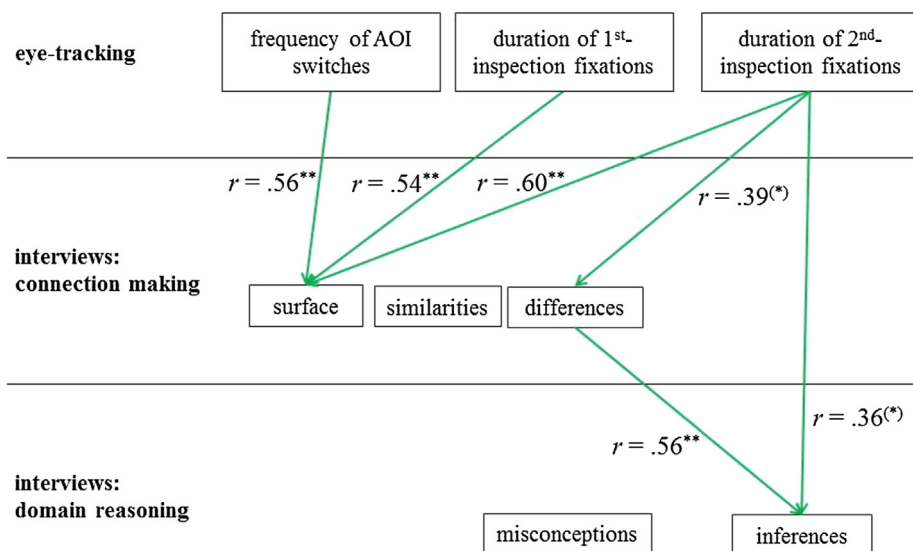 frequency of AOI
switches
duration of 1st-
inspection fixations
duration of 2nd-
inspection fixations
eye-tracking
r = .56**
r = .54**
r = .60**
r = .39(*)
interviews:
connection making
surface
similarities
differences
r = .56**
r = .36(*)
interviews:
domain reasoning
misconceptions
inferences